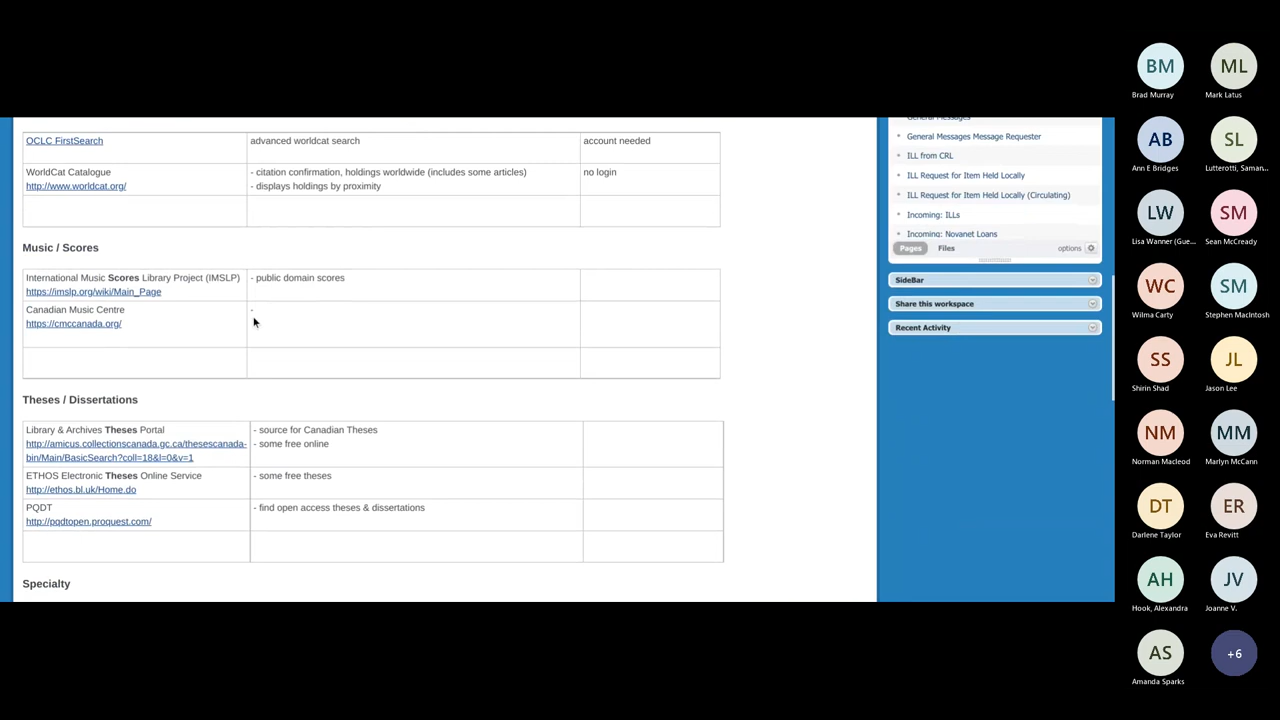 OCLC FirstSearch
advanced worldcat search
account needed
WorldCat Catalogue
http://www.worldcat.org/
- citation confirmation, holdings worldwide (includes some articles)
- displays holdings by proximity
no login
Music / Scores
International Music Scores Library Project (IMSLP)
https://imslp.org/wiki/Main_Page
- public domain scores
Canadian Music Centre
https://cmccanada.org/
-
Theses / Dissertations
Library & Archives Theses Portal
http://amicus.collectionscanada.gc.ca/thesescanada-
bin/Main/BasicSearch?coll=18&l=0&v=1
- source for Canadian Theses
- some free online
ETHOS Electronic Theses Online Service
http://ethos.bl.uk/Home.do
- some free theses
PQDT
http://pqdtopen.proquest.com/
- find open access theses & dissertations
Specialty
General Messages
General Messages Message Requester
ILL from CRL
ILL Request for Item Held Locally
ILL Request for Item Held Locally (Circulating)
Incoming: ILLs
Incoming: Novanet Loans
Pages
Files
options
SideBar
Share this workspace
Recent Activity
BM
Brad Murray
ML
Mark Latus
AB
Ann E Bridges
SL
Lutterotti, Saman...
LW
Lisa Wanner (Gue...
SM
Sean McCready
WC
Wilma Carty
SM
Stephen MacIntosh
SS
Shirin Shad
JL
Jason Lee
NM
Norman Macleod
MM
Marlyn McCann
DT
Darlene Taylor
ER
Eva Revitt
AH
Hook, Alexandra
JV
Joanne V.
AS
Amanda Sparks
+6